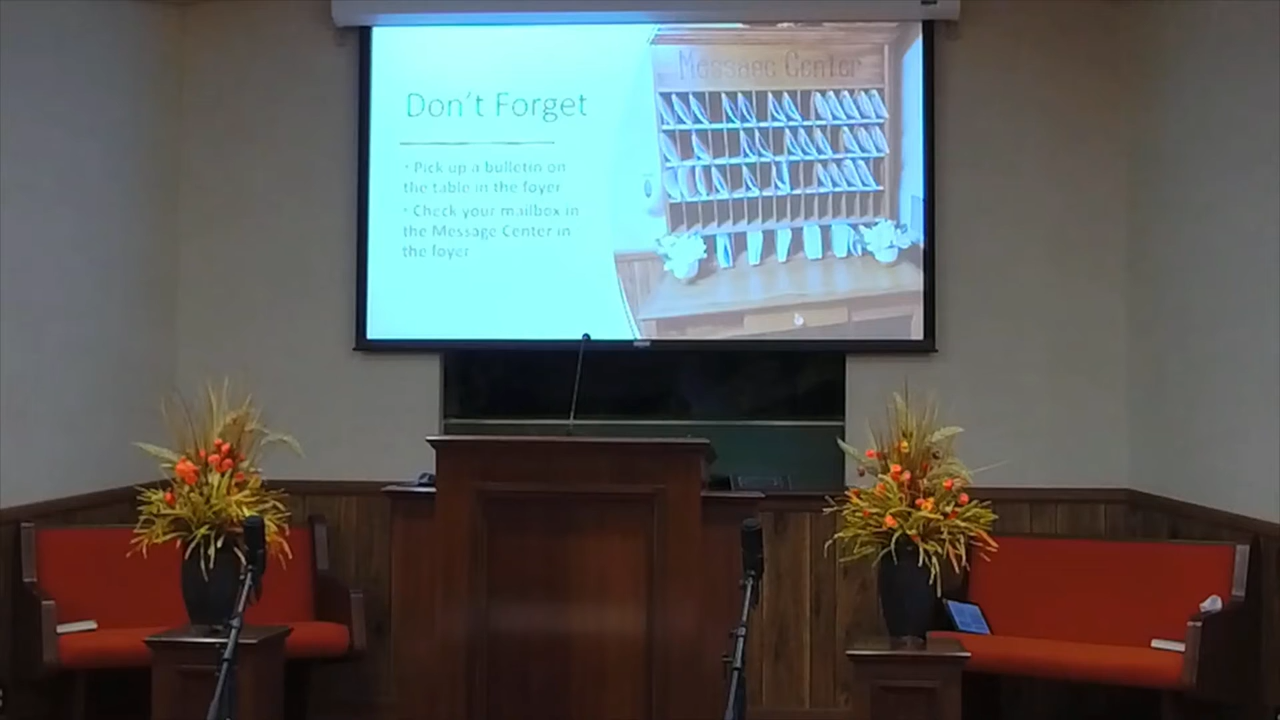 Message Center
Don't Forget
• Pick up a bulletin on
the table in the foyer
• Check your mailbox in
the Message Center in
the foyer